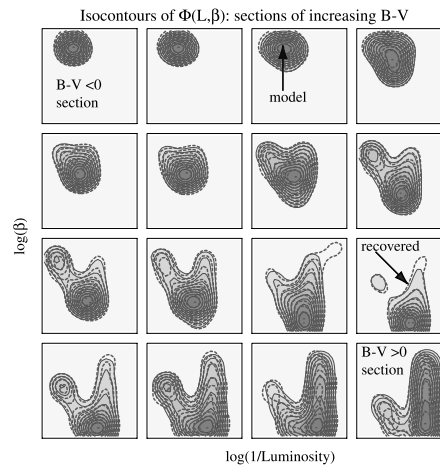 Isocontours of Φ(L,β): sections of increasing B-V
B-V <0
section
model
log(β)
recovered
B-V >0
section
log(1/Luminosity)